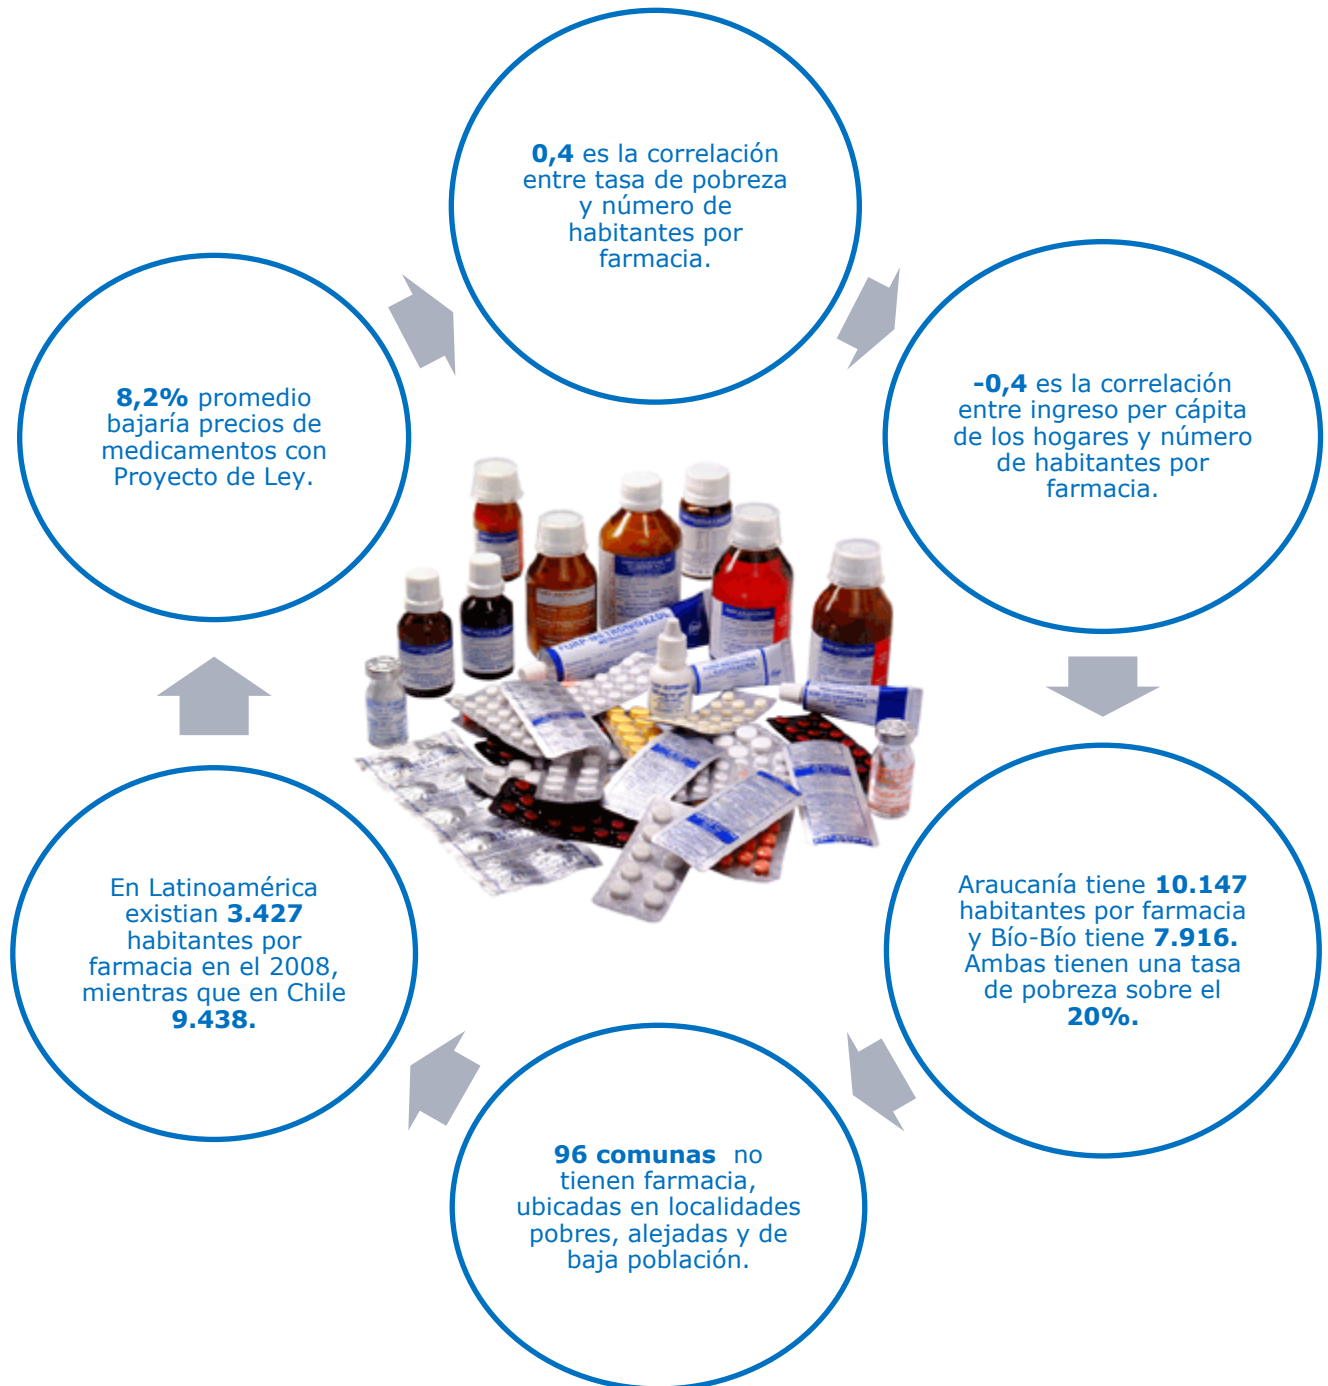 0,4 es la correlación
entre tasa de pobreza
y número de
habitantes por
farmacia.
-0,4 es la correlación
entre ingreso per cápita
de los hogares y número
de habitantes por
farmacia.
Araucanía tiene 10.147
habitantes por farmacia
y Bío-Bío tiene 7.916.
Ambas tienen una tasa
de pobreza sobre el
20%.
96 comunas no
tienen farmacia,
ubicadas en localidades
pobres, alejadas y de
baja población.
En Latinoamérica
existian 3.427
habitantes por
farmacia en el 2008,
mientras que en Chile
9.438.
8,2% promedio
bajaría precios de
medicamentos con
Proyecto de Ley.